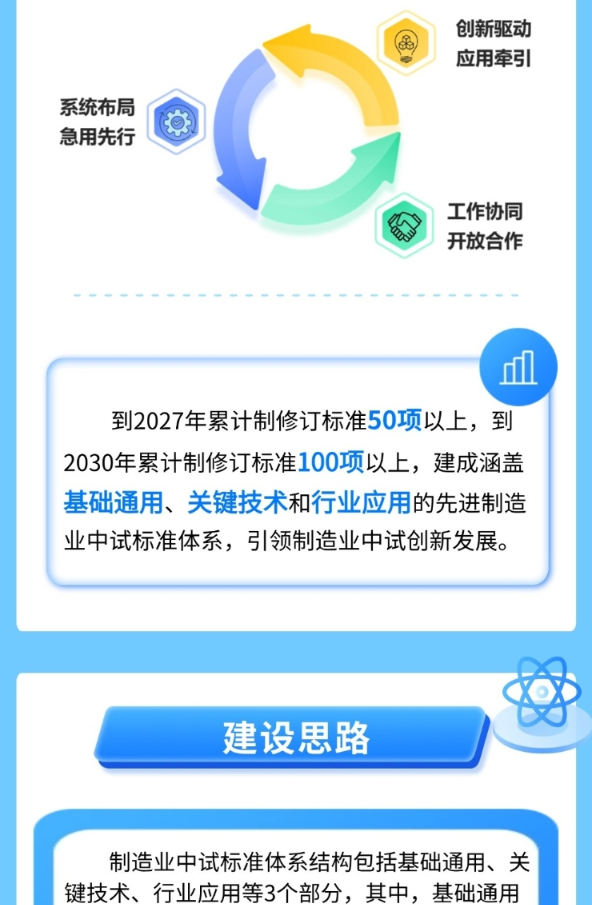 创新驱动
应用牵引
系统布局
急用先行
工作协同
开放合作
到2027年累计制修订标准50项以上，到
2030年累计制修订标准100项以上，建成涵盖
基础通用、关键技术和行业应用的先进制造
业中试标准体系，引领制造业中试创新发展。
建设思路
制造业中试标准体系结构包括基础通用、关
键技术、行业应用等3个部分，其中，基础通用